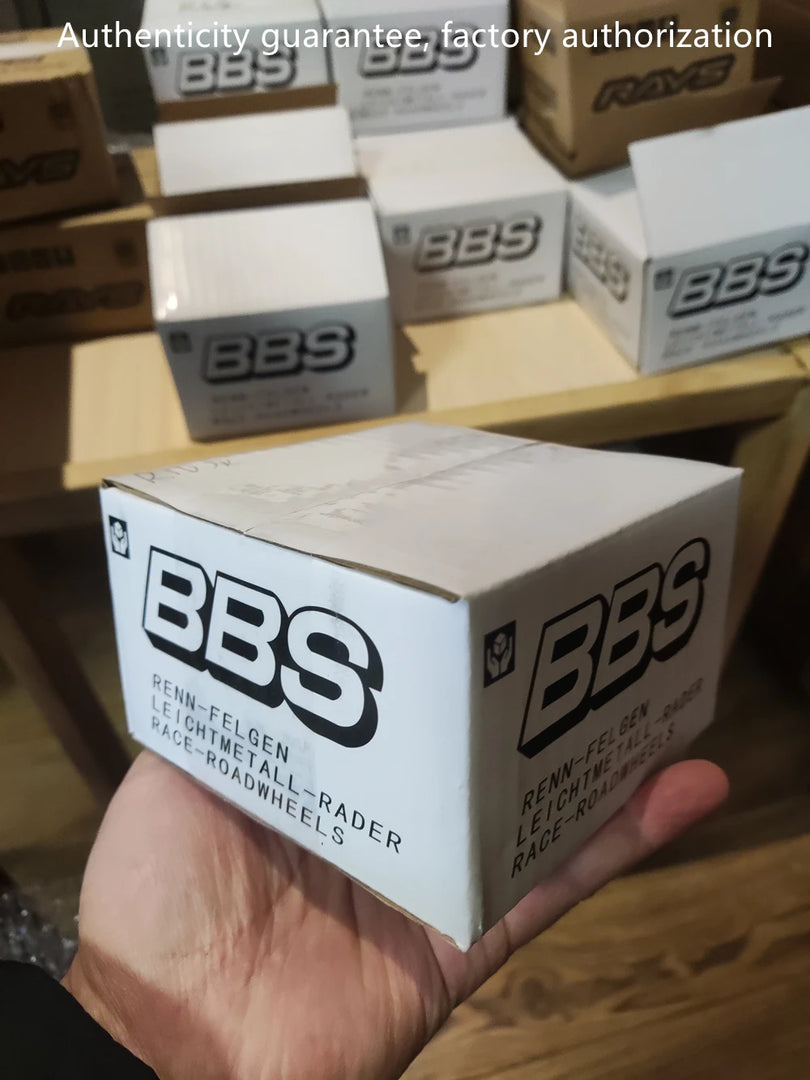 Authenticity guarantee, factory authorization
BBS
BBS
RAYS
BBS
BBS
BBS
BBS
RAYS
BBS
RENN-FELGEN
LEICHTMETALL-RADER
RACE-ROADWHEELS
BBS
RENN-FELGEN
LEICHTMETALL-RADER
RACE-ROADWHEELS